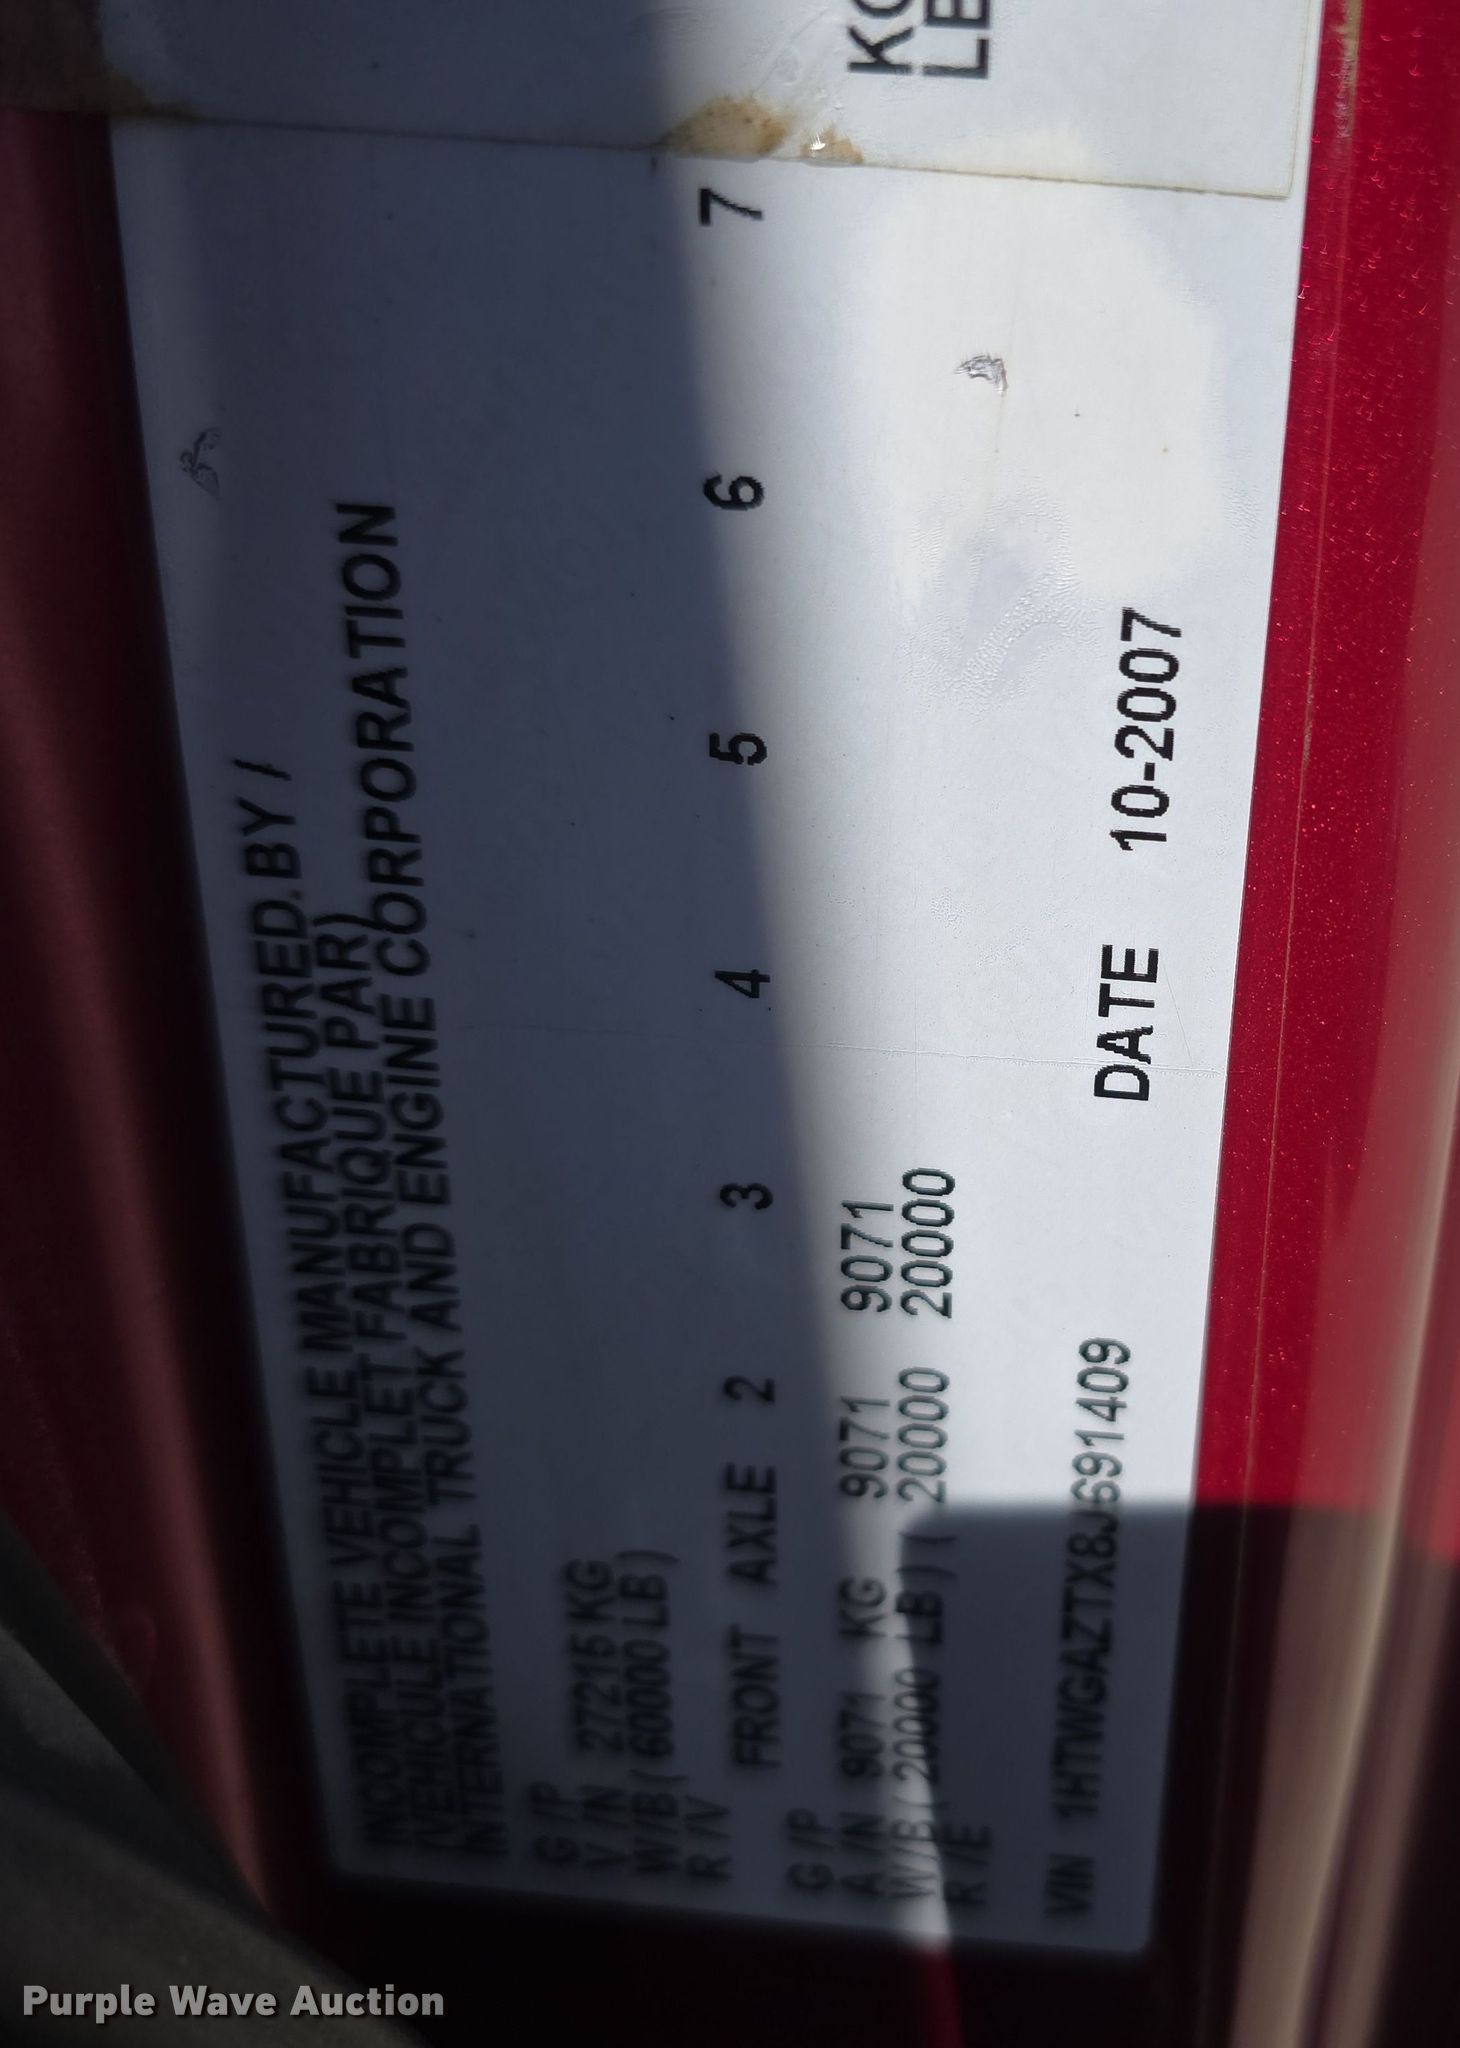 INCOMPLETE VEHICLE MANUFACTURED BY /
(VEHICULE INCOMPLET FABRIQUE PAR)
INTERNATIONAL TRUCK AND ENGINE CORPORATION
G /P
V /N 27215 KG
W/B ( 60000 LB )
R /V
FRONT AXLE 2 3 4 5 6 7
G /P
A /N 9071 KG 9071 9071
W/B ( 20000 LB ) ( 20000 20000
R /E
VIN 1HTWGAZTX8J691409 DATE 10-2007
Purple Wave Auction